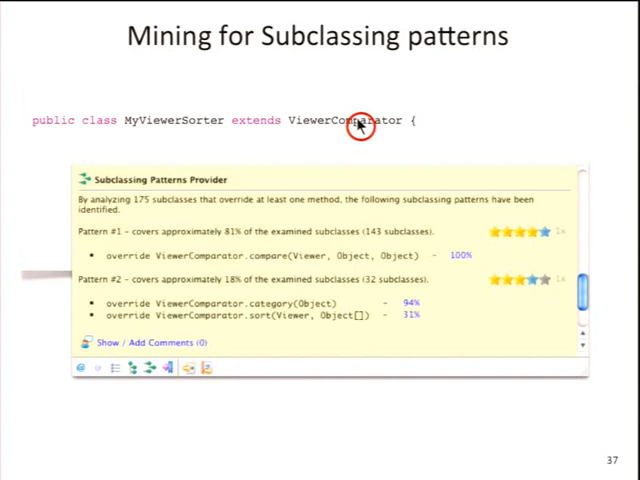 Mining for Subclassing patterns
public class MyViewerSorter extends ViewerComparator {
Subclassing Patterns Provider
By analyzing 175 subclasses that override at least one method, the following subclassing patterns have been
identified.
Pattern #1 - covers approximately 81% of the examined subclasses (143 subclasses). 1x
override ViewerComparator.compare(Viewer, Object, Object) - 100%
Pattern #2 - covers approximately 18% of the examined subclasses (32 subclasses). 1x
override ViewerComparator.category(Object) - 94%
override ViewerComparator.sort(Viewer, Object[]) - 31%
Show / Add Comments (0)
37